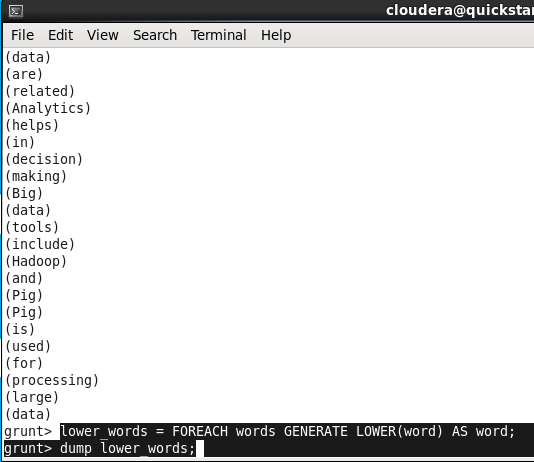 cloudera@quickstar
File Edit View Search Terminal Help
(data)
(are)
(related)
(Analytics)
(helps)
(in)
(decision)
(making)
(Big)
(data)
(tools)
(include)
(Hadoop)
(and)
(Pig)
(Pig)
(is)
(used)
(for)
(processing)
(large)
(data)
grunt> lower_words = FOREACH words GENERATE LOWER(word) AS word;
grunt> dump lower_words;